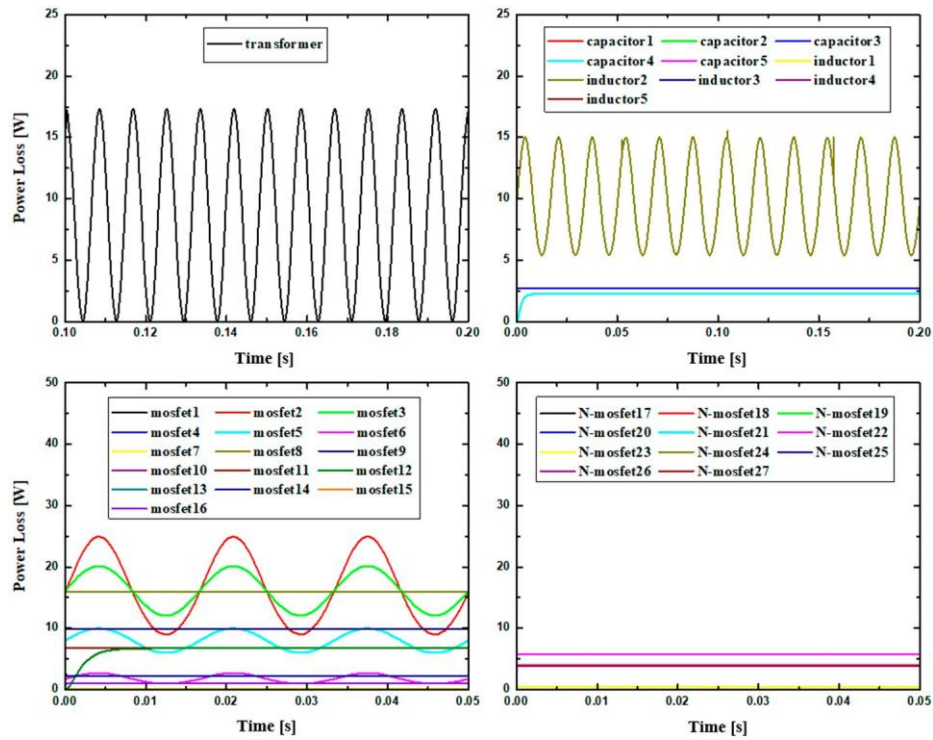 25
20
15
10
5
0
Power Loss [W]
transformer
0.10 0.12 0.14 0.16 0.18 0.20
Time [s]
25
20
15
10
5
0
capacitor1 capacitor2 capacitor3
capacitor4 capacitor5 inductor1
inductor2 inductor3 inductor4
inductor5
0.00 0.05 0.10 0.15 0.20
Time [s]
50
40
30
20
10
0
Power Loss [W]
mosfet1 mosfet2 mosfet3
mosfet4 mosfet5 mosfet6
mosfet7 mosfet8 mosfet9
mosfet10 mosfet11 mosfet12
mosfet13 mosfet14 mosfet15
mosfet16
0.00 0.01 0.02 0.03 0.04 0.05
Time [s]
50
40
30
20
10
0
N-mosfet17 N-mosfet18 N-mosfet19
N-mosfet20 N-mosfet21 N-mosfet22
N-mosfet23 N-mosfet24 N-mosfet25
N-mosfet26 N-mosfet27
0.00 0.01 0.02 0.03 0.04 0.05
Time [s]